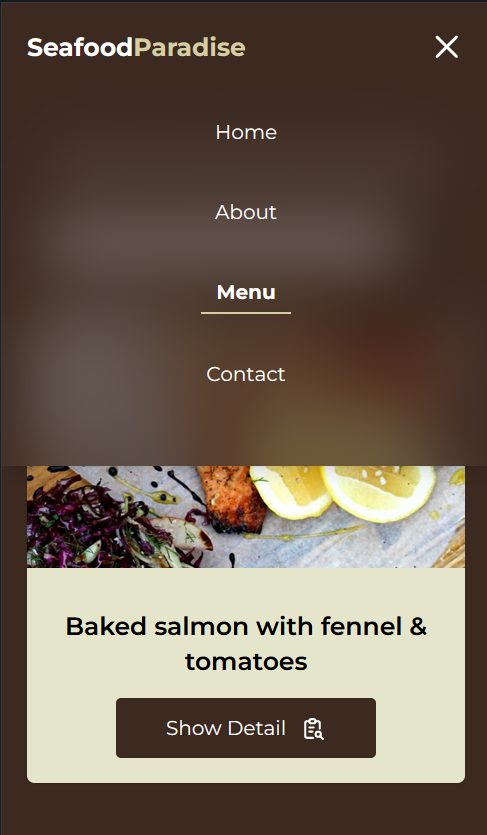 SeafoodParadise
Home
About
Menu
Contact
Baked salmon with fennel &
tomatoes
Show Detail